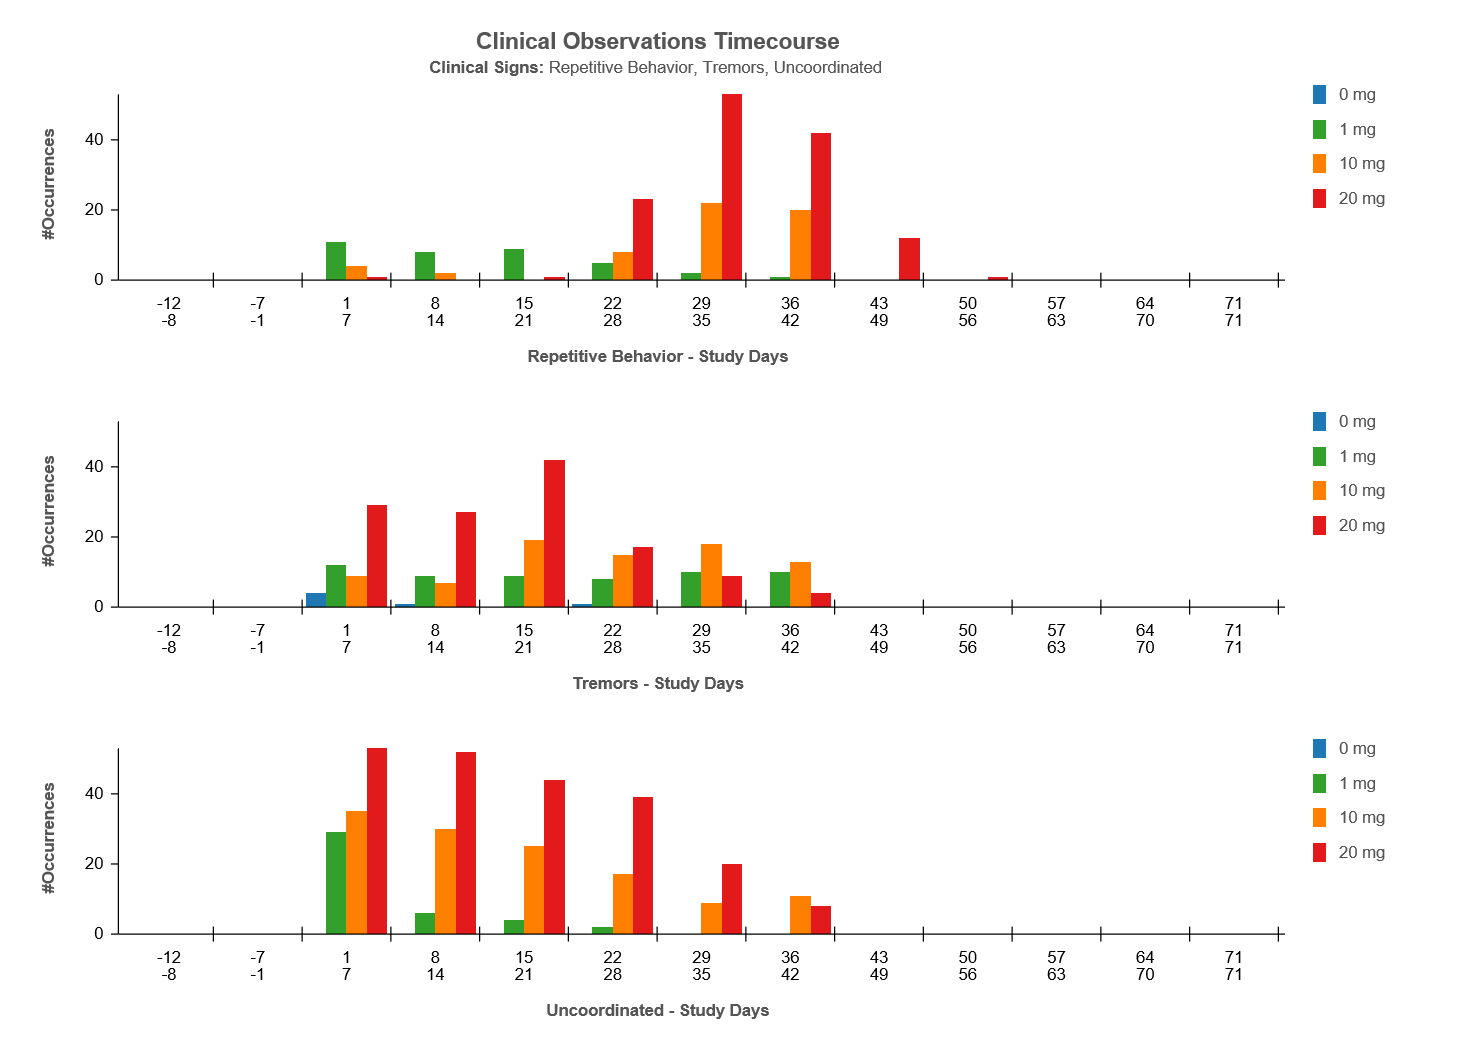 Clinical Observations Timecourse
Clinical Signs: Repetitive Behavior, Tremors, Uncoordinated
#Occurrences
40
20
0
-12 -7 1 8 15 22 29 36 43 50 57 64 71
-8 -1 7 14 21 28 35 42 49 56 63 70 71
Repetitive Behavior - Study Days
0 mg
1 mg
10 mg
20 mg
#Occurrences
40
20
0
-12 -7 1 8 15 22 29 36 43 50 57 64 71
-8 -1 7 14 21 28 35 42 49 56 63 70 71
Tremors - Study Days
0 mg
1 mg
10 mg
20 mg
#Occurrences
40
20
0
-12 -7 1 8 15 22 29 36 43 50 57 64 71
-8 -1 7 14 21 28 35 42 49 56 63 70 71
Uncoordinated - Study Days
0 mg
1 mg
10 mg
20 mg